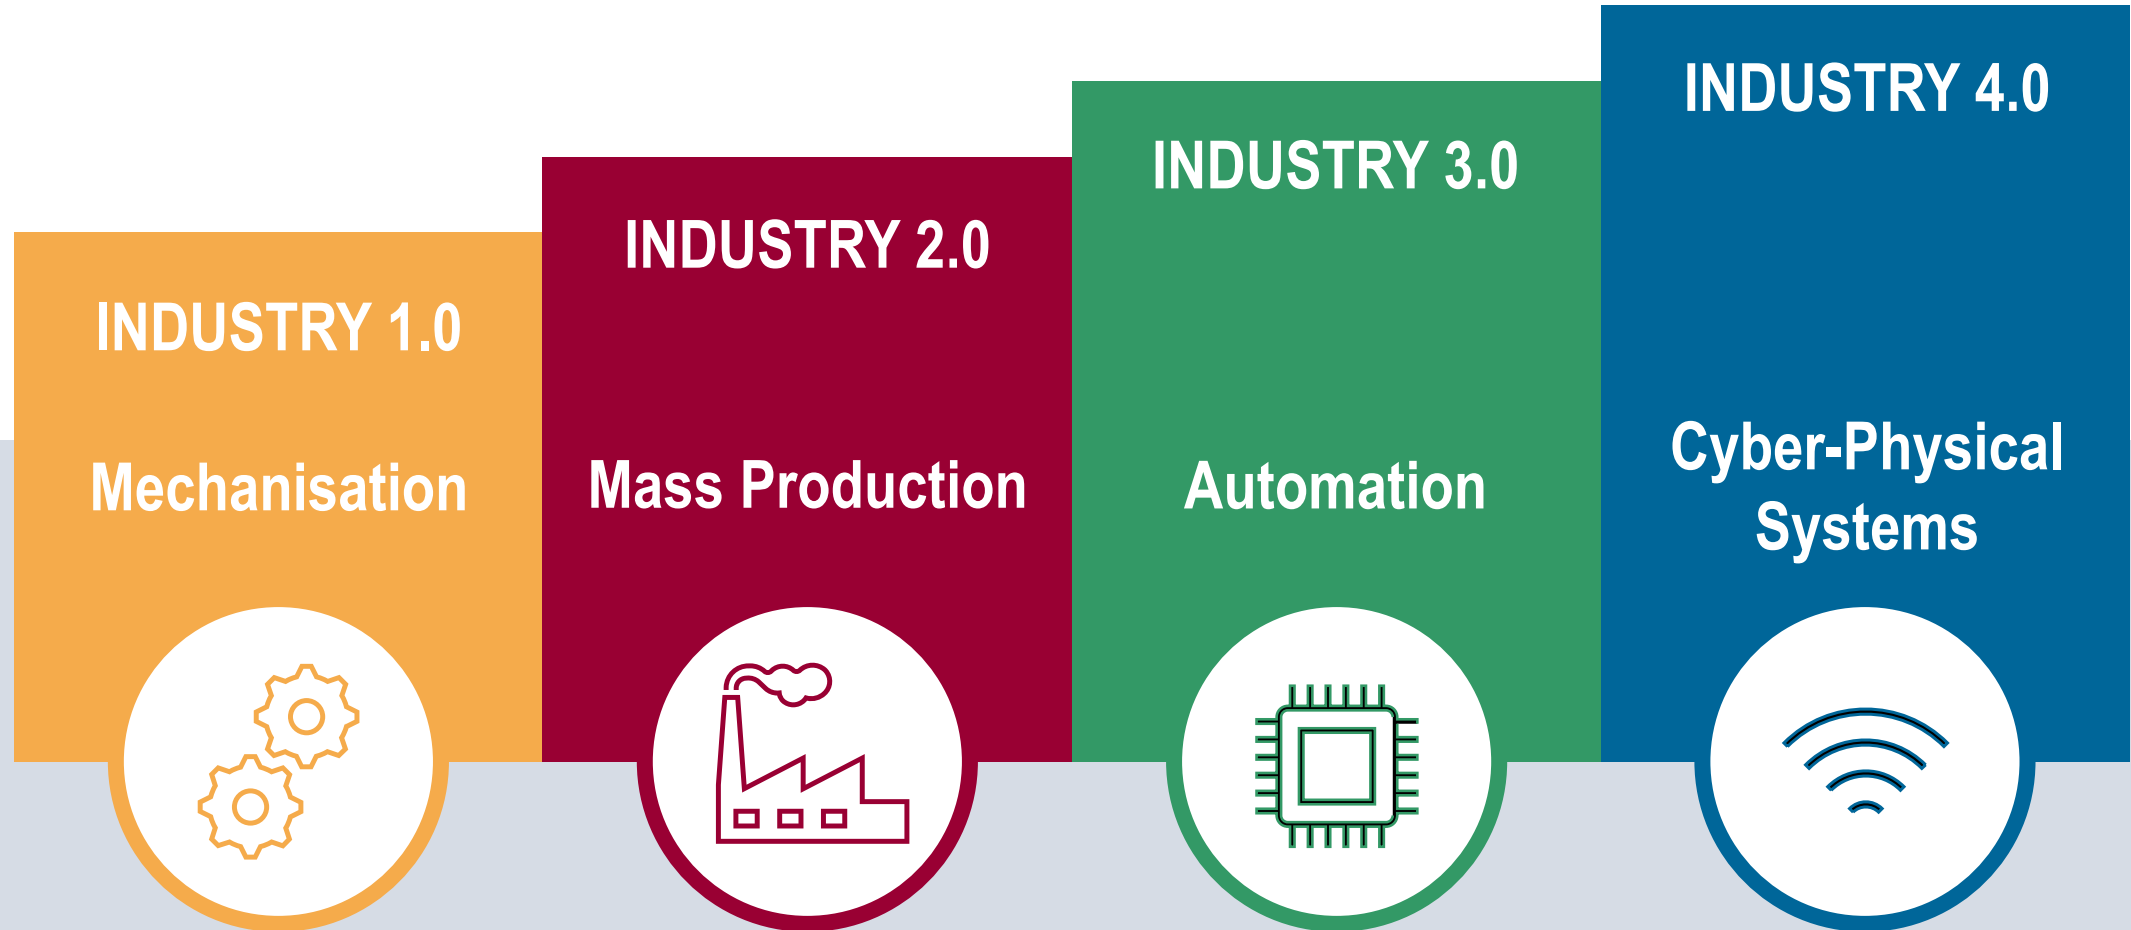 INDUSTRY 1.0
Mechanisation
INDUSTRY 2.0
Mass Production
INDUSTRY 3.0
Automation
INDUSTRY 4.0
Cyber-Physical
Systems